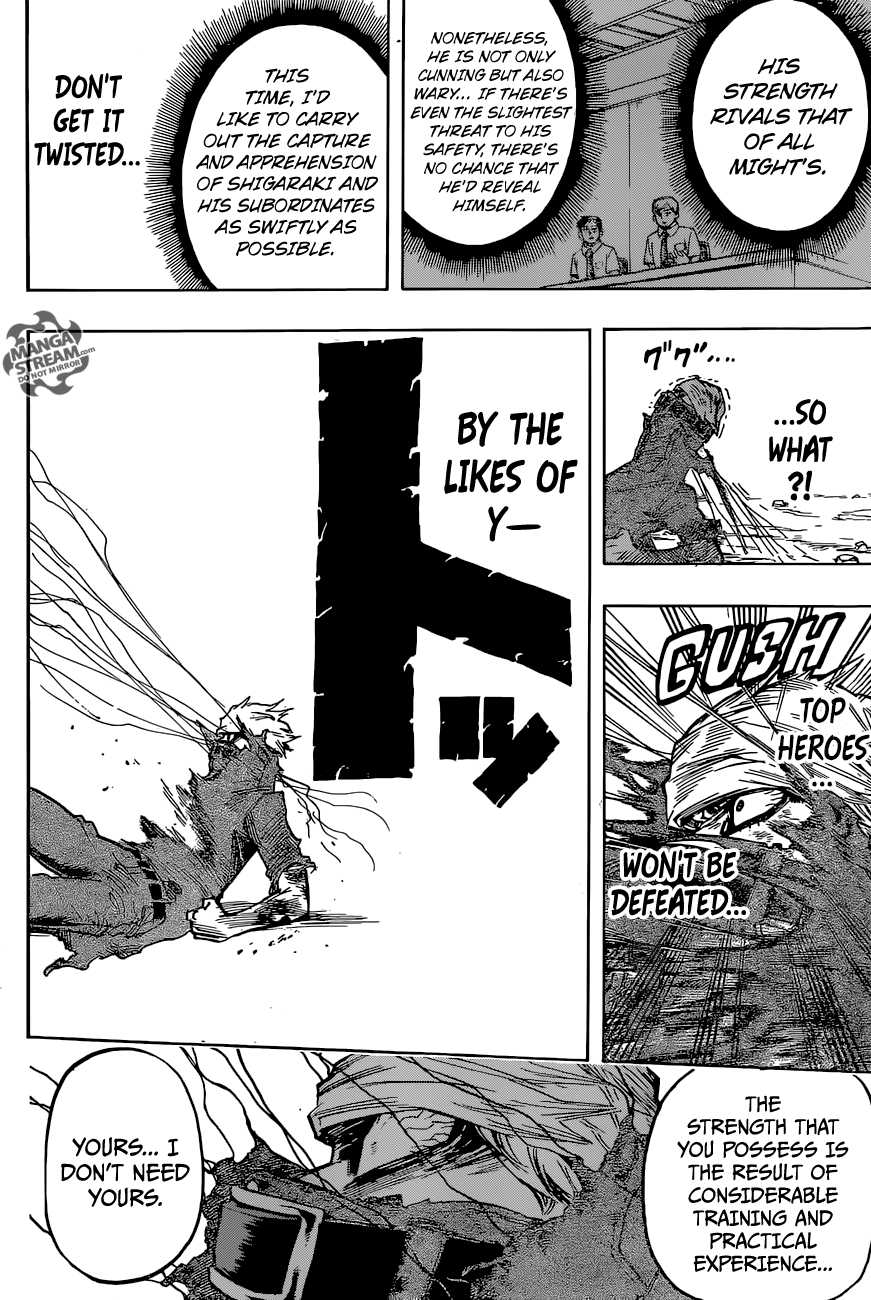 HIS
STRENGTH
RIVALS THAT
OF ALL
MIGHT'S.
NONETHELESS,
HE IS NOT ONLY
CUNNING BUT ALSO
WARY... IF THERE'S
EVEN THE SLIGHTEST
THREAT TO HIS
SAFETY, THERE'S
NO CHANCE THAT
HE'D REVEAL
HIMSELF.
THIS
TIME, I'D
LIKE TO CARRY
OUT THE CAPTURE
AND APPREHENSION
OF SHIGARAKI AND
HIS SUBORDINATES
AS SWIFTLY AS
POSSIBLE.
DON'T
GET IT
TWISTED...
グググ....
...SO
WHAT
?!
GUSH
TOP
HEROES
...
WON'T BE
DEFEATED...
BY THE
LIKES OF
Y—
ドッ
MANGA
STREAM.com
DO NOT MIRROR
THE
STRENGTH THAT
YOU POSSESS IS
THE RESULT OF
CONSIDERABLE
TRAINING AND
PRACTICAL
EXPERIENCE...
YOURS... I
DON'T NEED
YOURS.